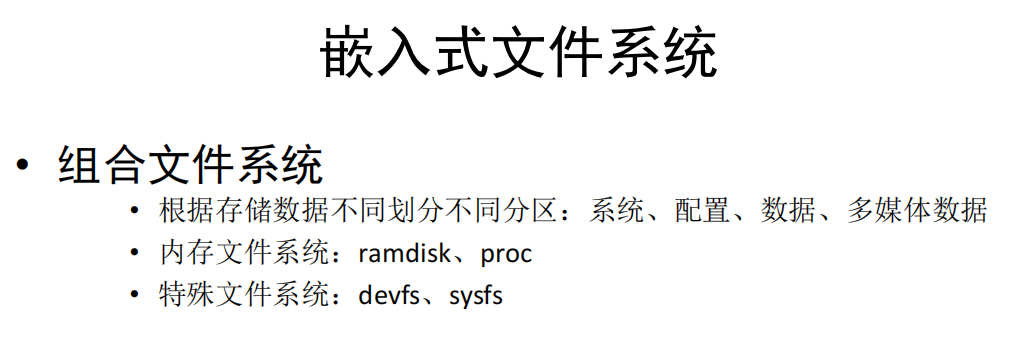 嵌入式文件系统
• 组合文件系统
• 根据存储数据不同划分不同分区：系统、配置、数据、多媒体数据
• 内存文件系统：ramdisk、proc
• 特殊文件系统：devfs、sysfs